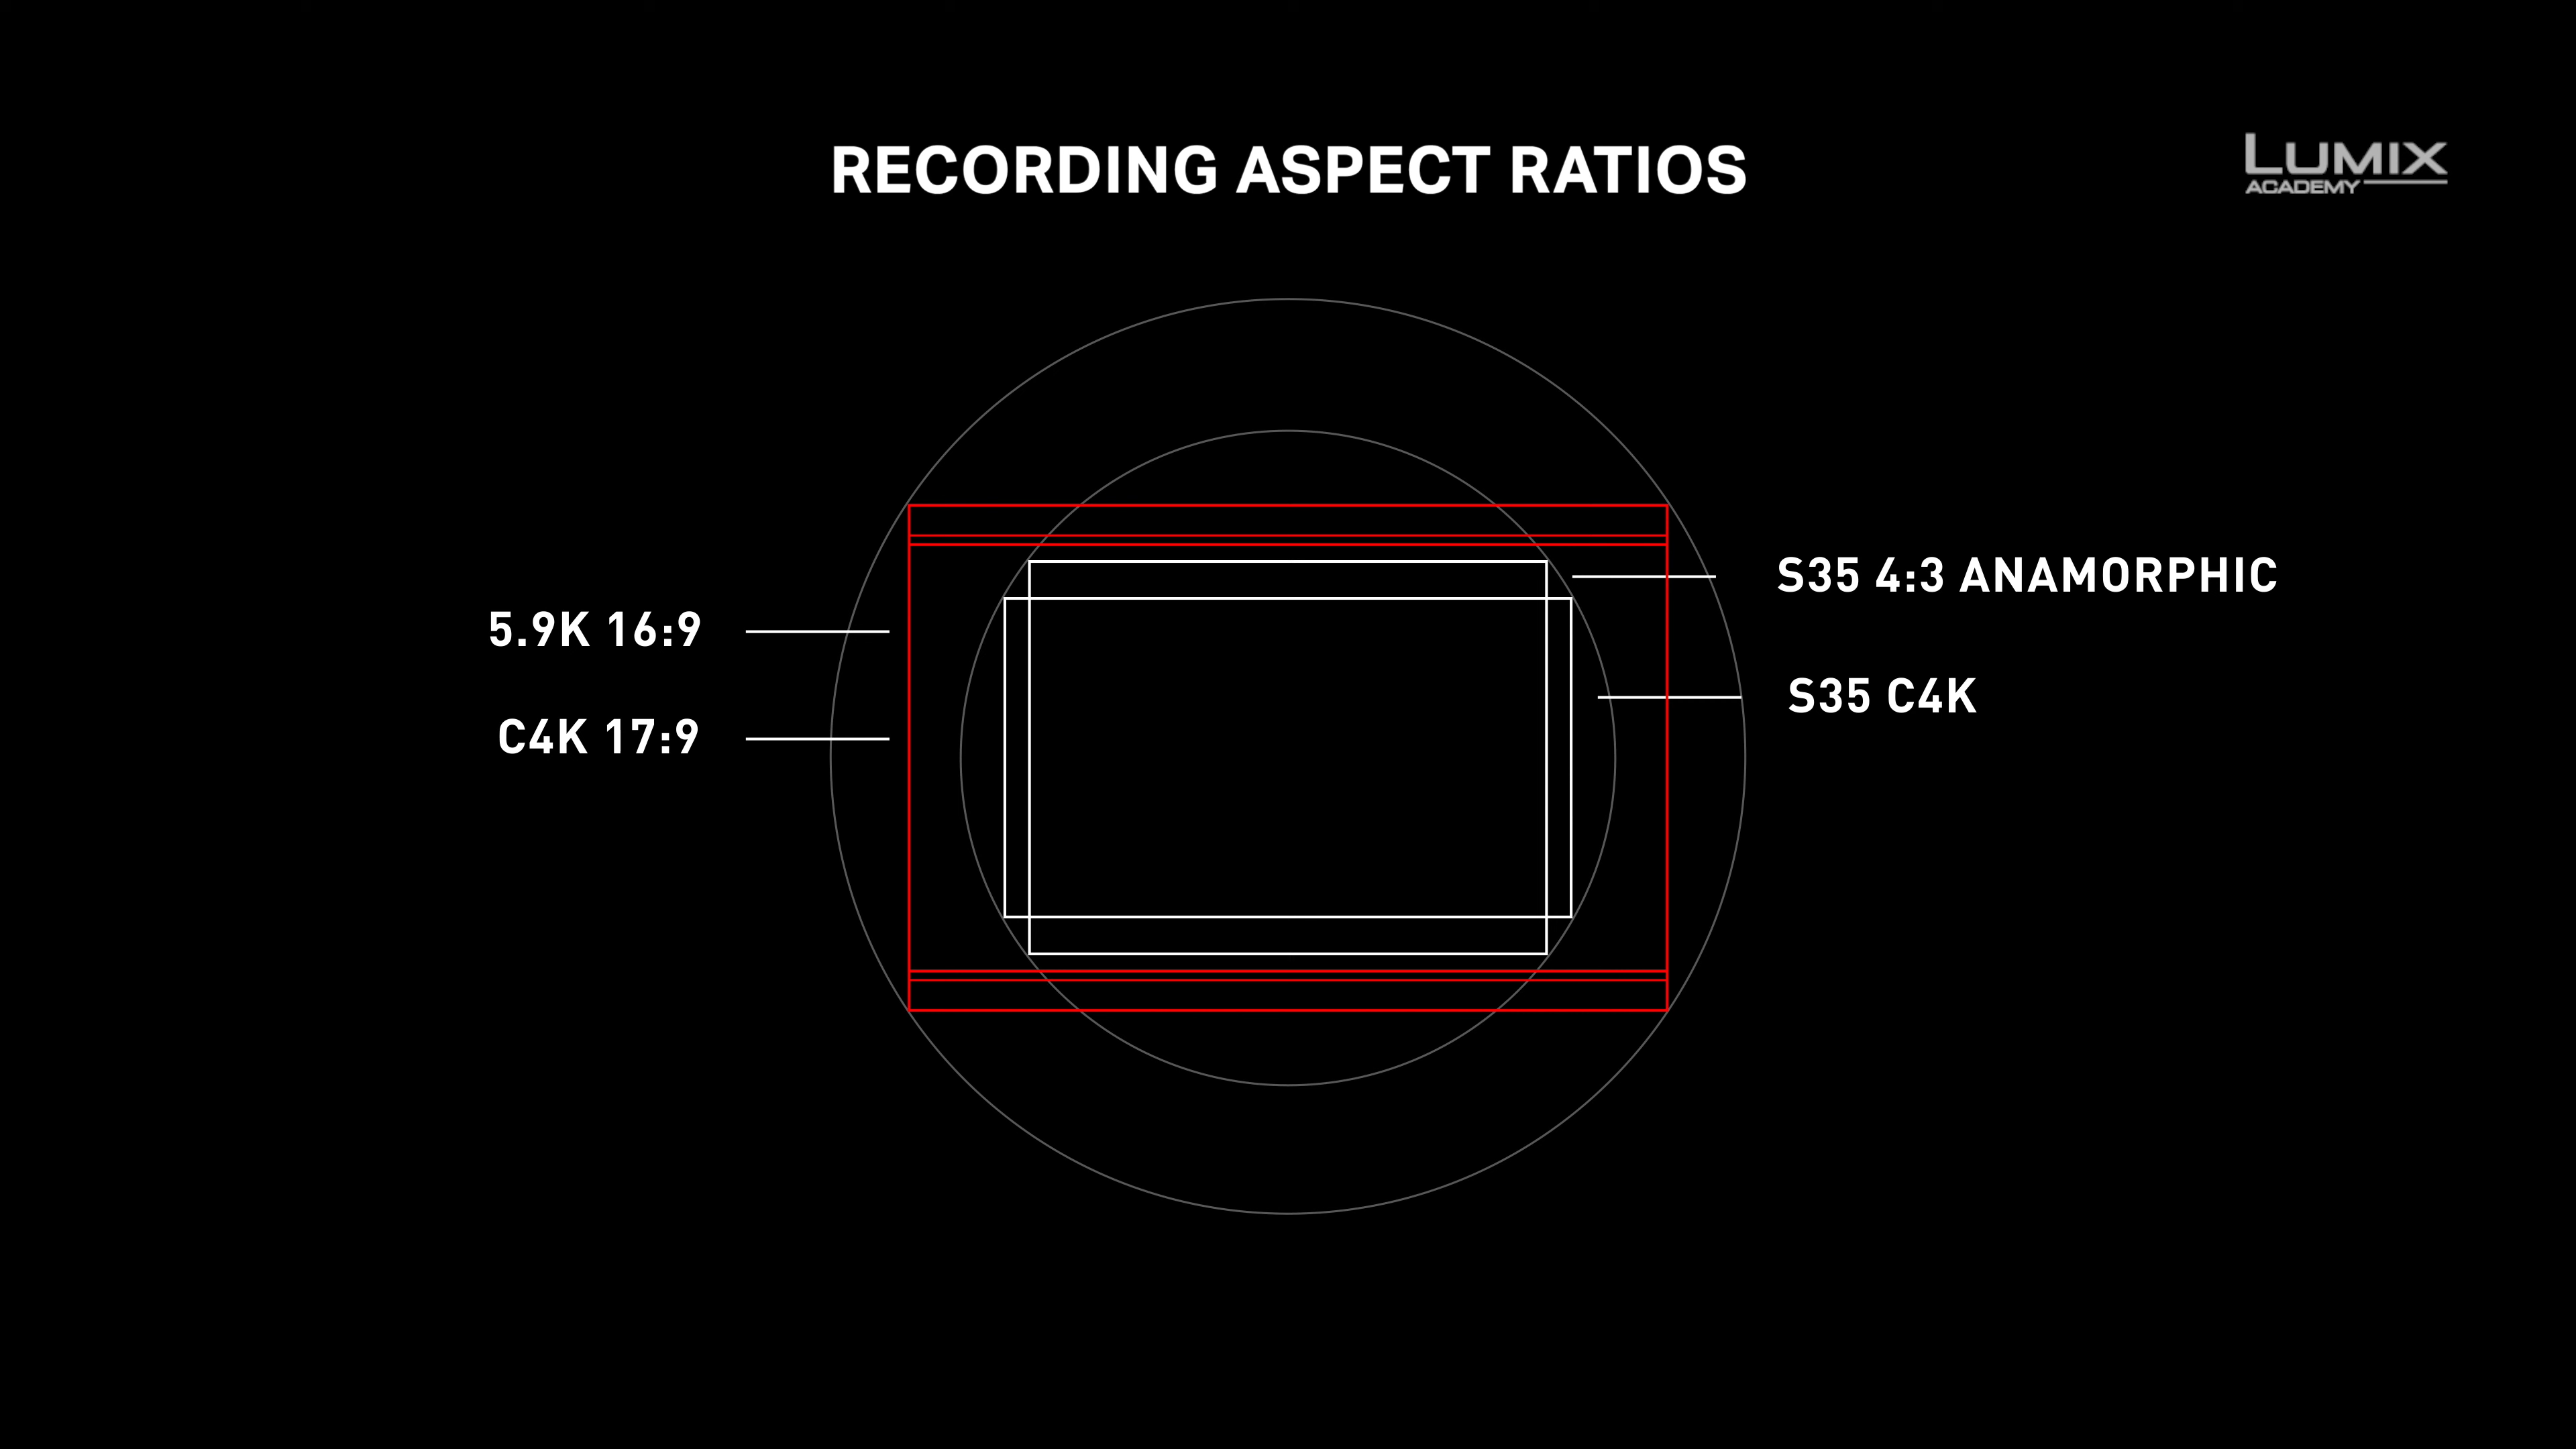 RECORDING ASPECT RATIOS
LUMIX
ACADEMY
5.9K 16:9
C4K 17:9
S35 4:3 ANAMORPHIC
S35 C4K